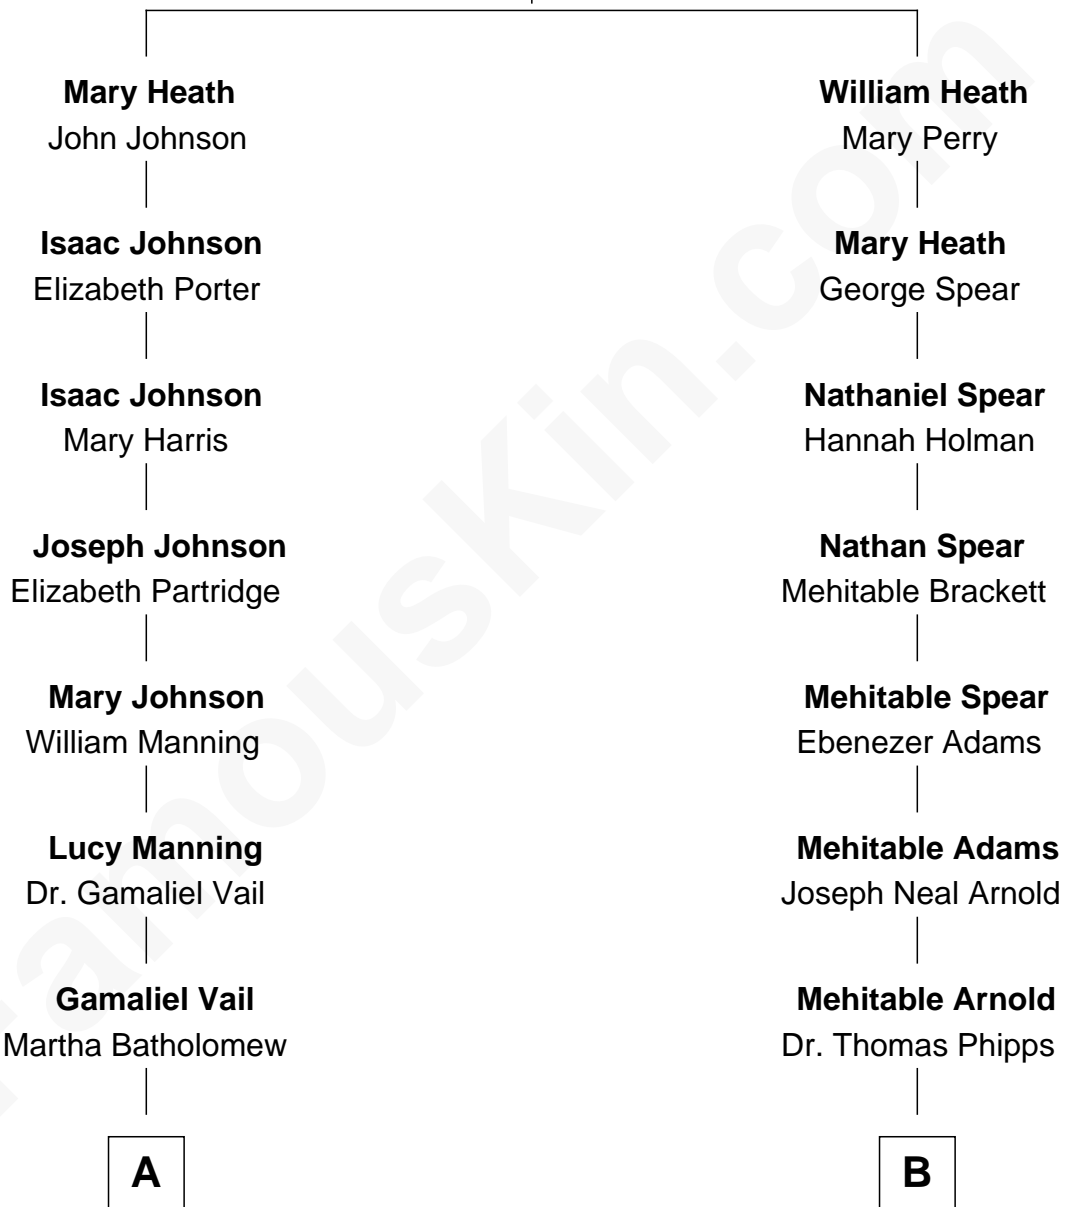 Mary Heath
John Johnson
Isaac Johnson
Elizabeth Porter
Isaac Johnson
Mary Harris
Joseph Johnson
Elizabeth Partridge
Mary Johnson
William Manning
Lucy Manning
Dr. Gamaliel Vail
Gamaliel Vail
Martha Batholomew
A
William Heath
Mary Perry
Mary Heath
George Spear
Nathaniel Spear
Hannah Holman
Nathan Spear
Mehitable Brackett
Mehitable Spear
Ebenezer Adams
Mehitable Adams
Joseph Neal Arnold
Mehitable Arnold
Dr. Thomas Phipps
B
FamousKin.com